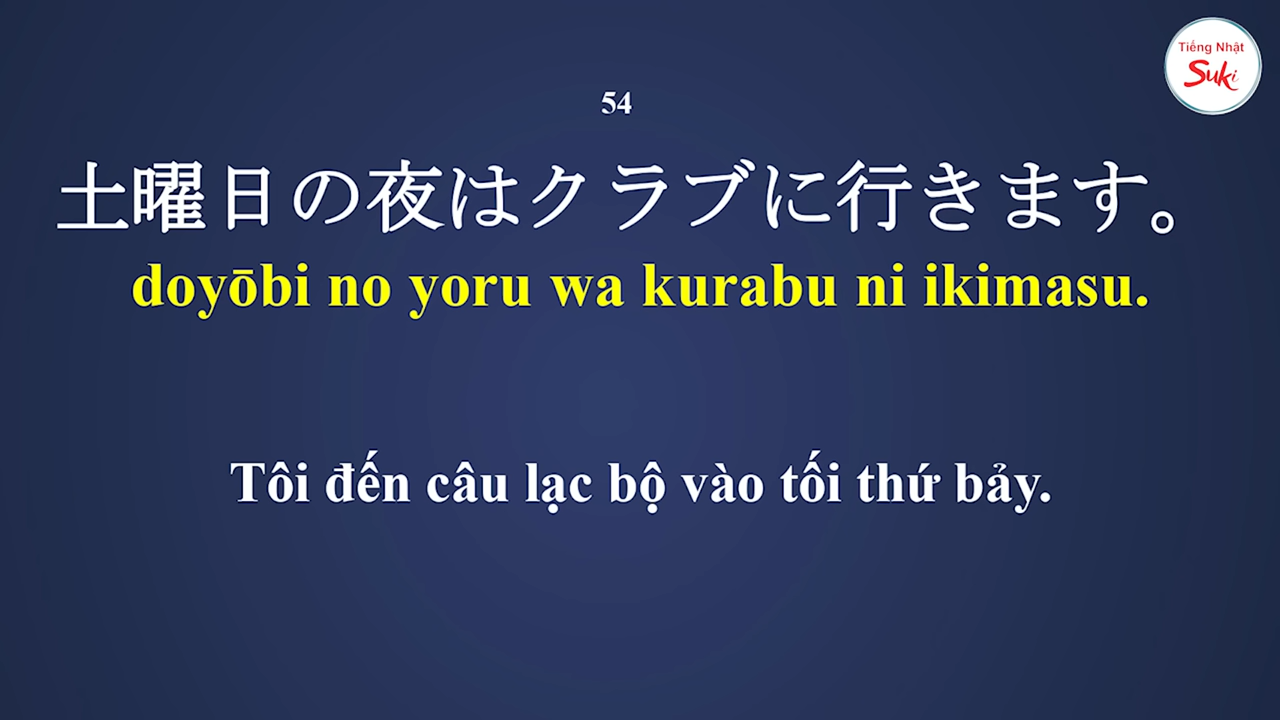 Tiếng Nhật
Suki
54
土曜日の夜はクラブに行きます。
doyōbi no yoru wa kurabu ni ikimasu.
Tôi đến câu lạc bộ vào tối thứ bảy.